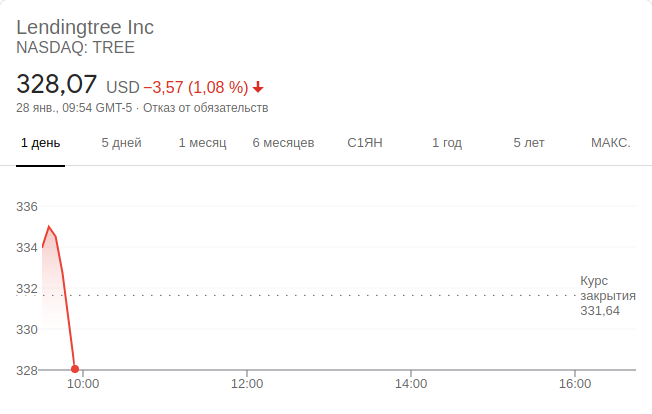 Lendingtree Inc
NASDAQ: TREE
328,07 USD −3,57 (1,08 %)
28 янв., 09:54 GMT-5 · Отказ от обязательств
1 день 5 дней 1 месяц 6 месяцев С1ЯН 1 год 5 лет МАКС.
336
334
332
330
328
Курс
закрытия
331,64
10:00 12:00 14:00 16:00